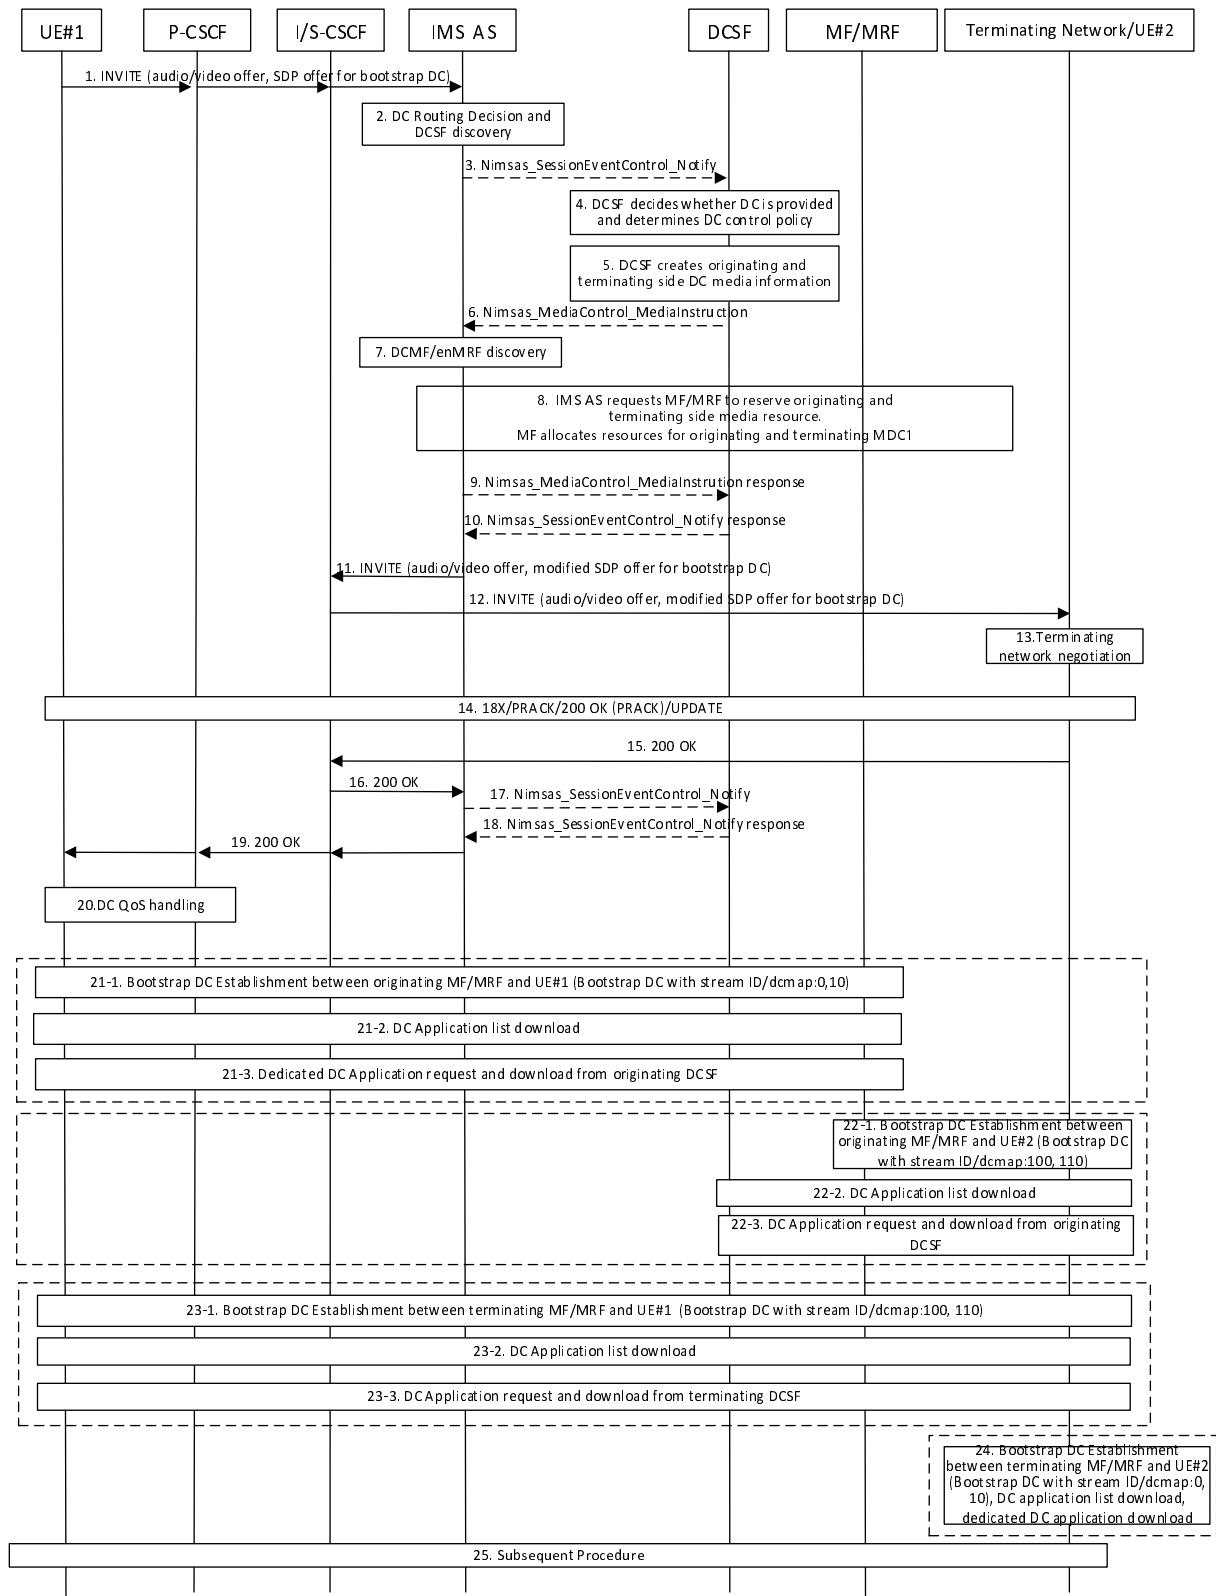 UE#1
P-CSCF
I/S-CSCF
IMS AS
DCSF
MF/MRF
Terminating Network/UE#2
1. INVITE (audio/video offer, SDP offer for bootstrap DC)
2. DC Routing Decision and
DCSF discovery
3. Nimsas_SessionEventControl_Notify
4. DCSF decides whether DC is provided
and determines DC control policy
5. DCSF creates originating and
terminating side DC media information
6. Nimsas_MediaControl_MediaInstruction
7. DCMF/enMRF discovery
8. IMS AS requests MF/MRF to reserve originating and
terminating side media resource.
MF allocates resources for originating and terminating MDC1
9. Nimsas_MediaControl_MediaInstrution response
10. Nimsas_SessionEventControl_Notify response
11. INVITE (audio/video offer, modified SDP offer for bootstrap DC)
12. INVITE (audio/video offer, modified SDP offer for bootstrap DC)
13.Terminating
network negotiation
14. 18X/PRACK/200 OK (PRACK)/UPDATE
15. 200 OK
16. 200 OK
17. Nimsas_SessionEventControl_Notify
18. Nimsas_SessionEventControl_Notify response
19. 200 OK
20.DC QoS handling
21-1. Bootstrap DC Establishment between originating MF/MRF and UE#1 (Bootstrap DC with stream ID/dcmap:0,10)
21-2. DC Application list download
21-3. Dedicated DC Application request and download from originating DCSF
22-1. Bootstrap DC Establishment between
originating MF/MRF and UE#2 (Bootstrap DC
with stream ID/dcmap:100, 110)
22-2. DC Application list download
22-3. DC Application request and download from originating
DCSF
23-1. Bootstrap DC Establishment between terminating MF/MRF and UE#1 (Bootstrap DC with stream ID/dcmap:100, 110)
23-2. DC Application list download
23-3. DC Application request and download from terminating DCSF
24. Bootstrap DC Establishment
between terminating MF/MRF and UE#2
(Bootstrap DC with stream ID/dcmap:0,
10), DC application list download,
dedicated DC application download
25. Subsequent Procedure